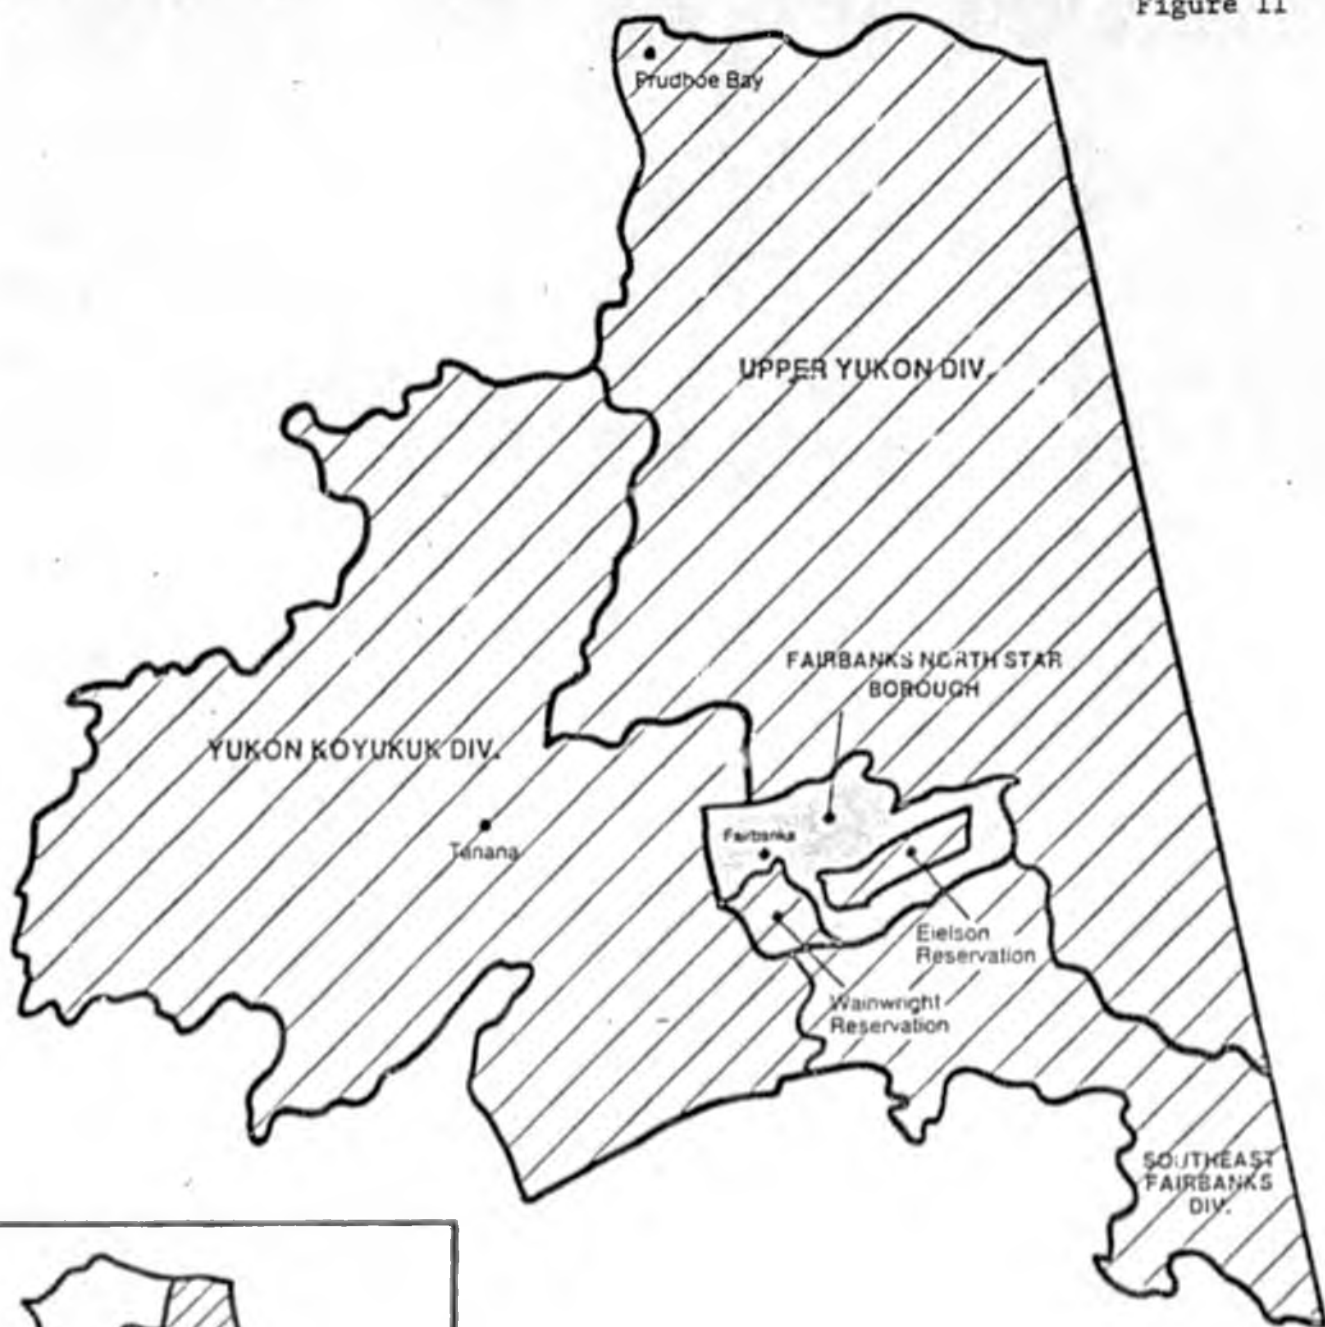 Figure 11
Prudhoe Bay
UPPER YUKON DIV.
FAIRBANKS NORTH STAR
BOROUGH
YUKON KOYUKUK DIV.
Tanana
Fairbanks
Eielson
Reservation
Wainwright
Reservation
SOUTHEAST
FAIRBANKS
DIV.